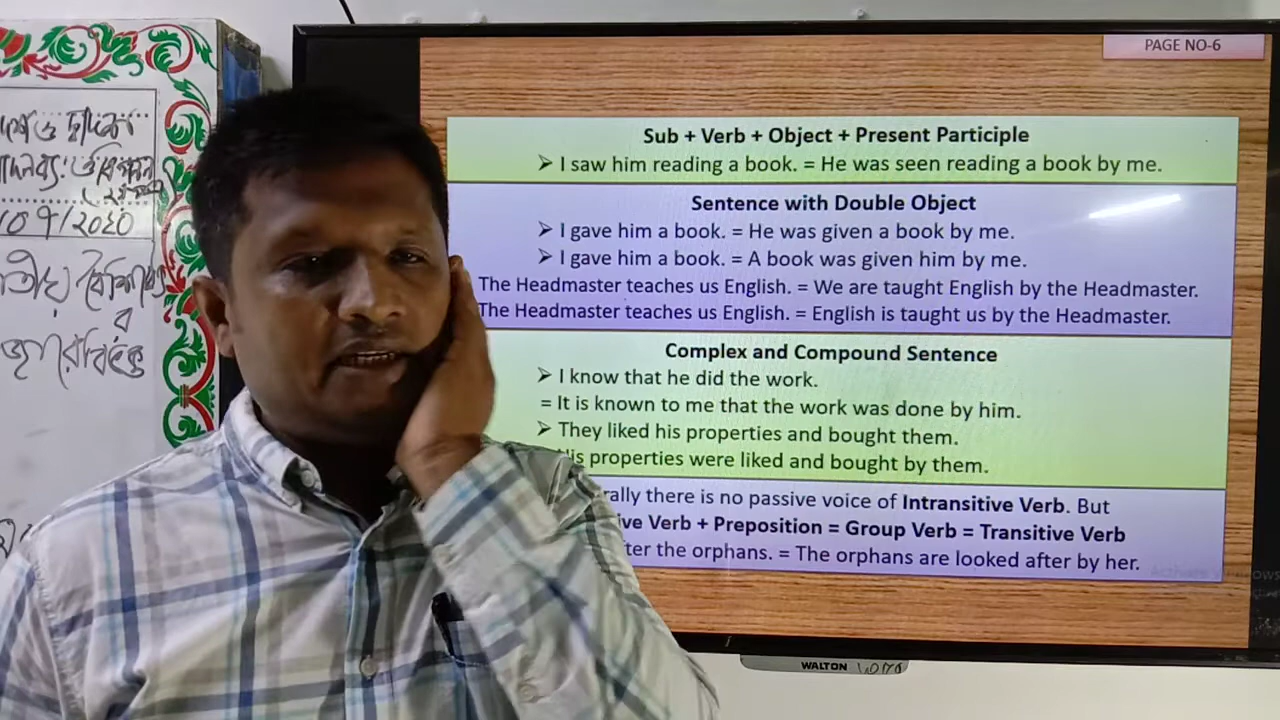 PAGE NO-6
Sub + Verb + Object + Present Participle
➢ I saw him reading a book. = He was seen reading a book by me.
Sentence with Double Object
➢ I gave him a book. = He was given a book by me.
➢ I gave him a book. = A book was given him by me.
The Headmaster teaches us English. = We are taught English by the Headmaster.
The Headmaster teaches us English. = English is taught us by the Headmaster.
Complex and Compound Sentence
➢ I know that he did the work.
= It is known to me that the work was done by him.
➢ They liked his properties and bought them.
properties were liked and bought by them.
there is no passive voice of Intransitive Verb. But
Verb + Preposition = Group Verb = Transitive Verb
the orphans. = The orphans are looked after by her.
WALTON